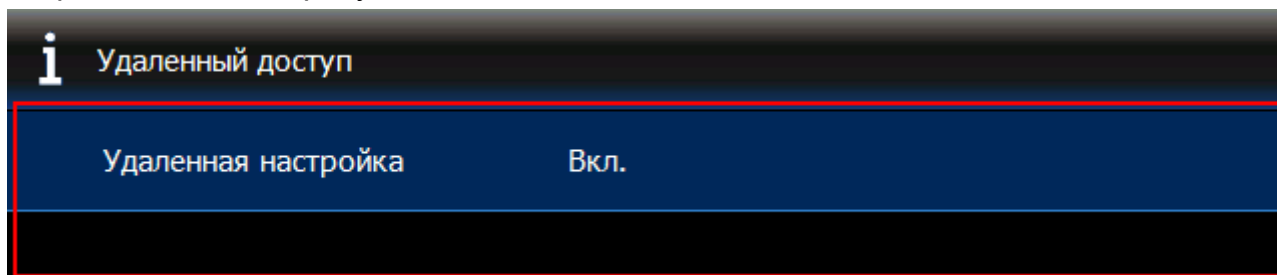 Удаленный доступ
Удаленная настройка Вкл.